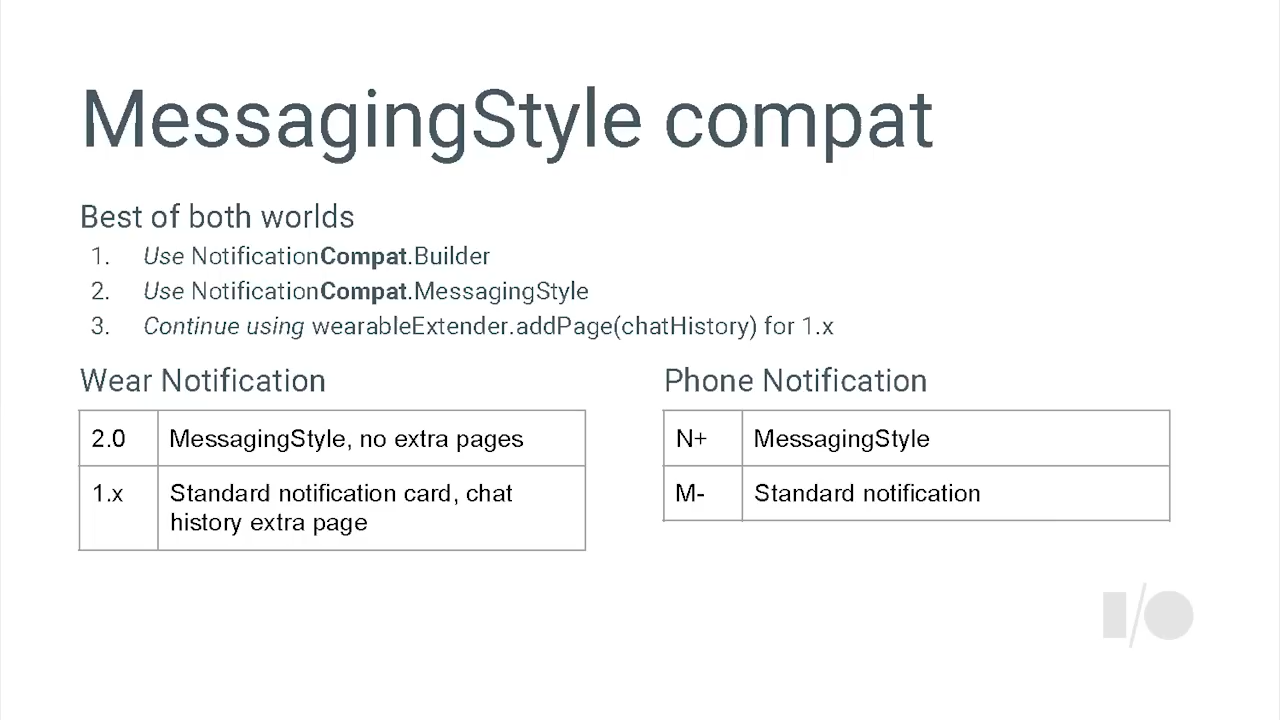 MessagingStyle compat
Best of both worlds
1. Use NotificationCompat.Builder
2. Use NotificationCompat.MessagingStyle
3. Continue using wearableExtender.addPage(chatHistory) for 1.x
Wear Notification
2.0 MessagingStyle, no extra pages
1.x Standard notification card, chat
history extra page
Phone Notification
N+ MessagingStyle
M- Standard notification
I/O